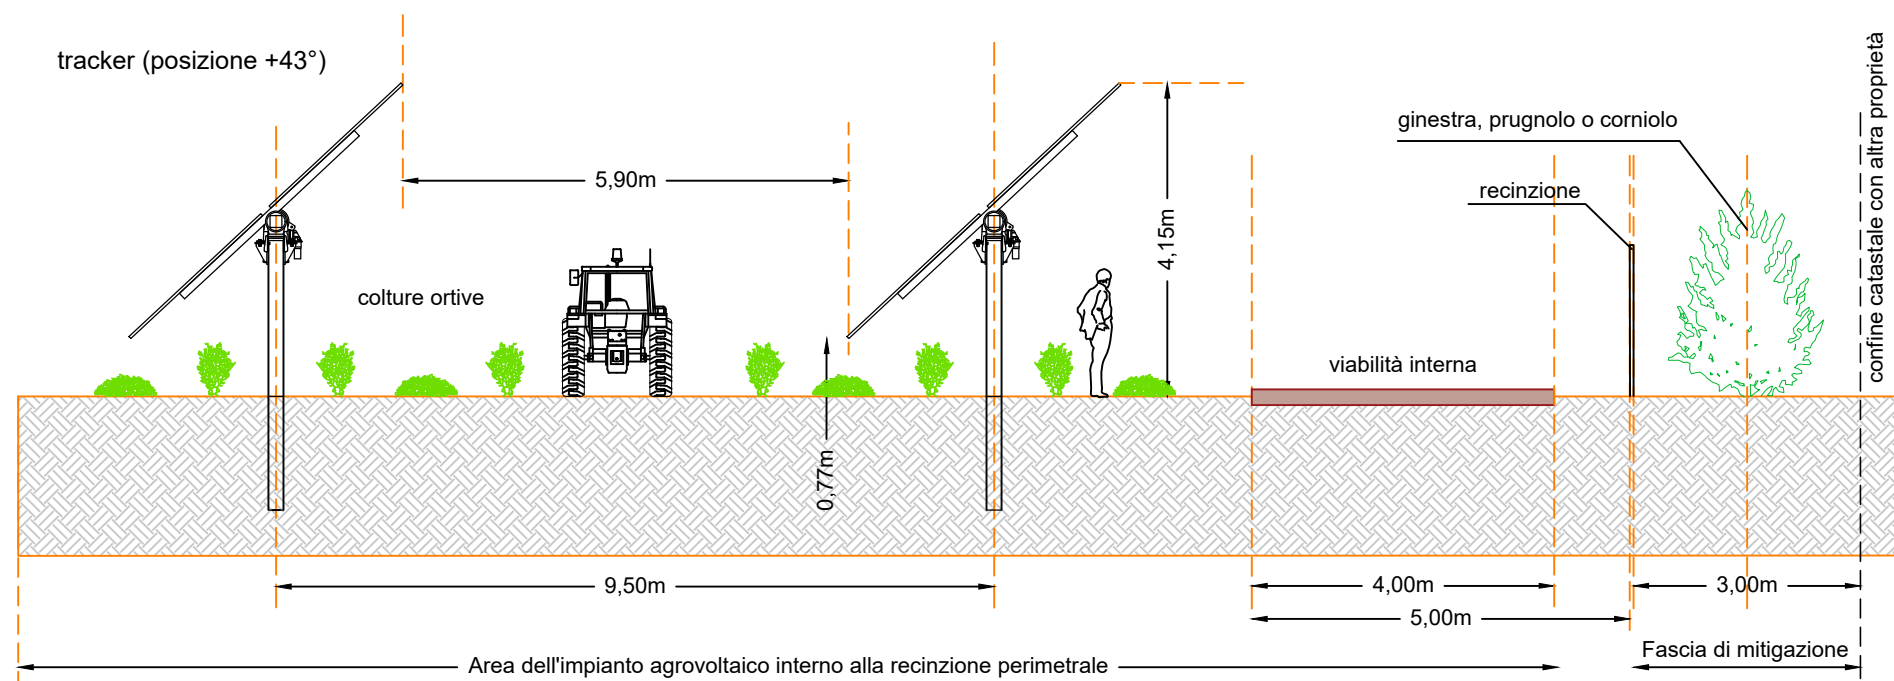 tracker (posizione +43°)
5,90m
colture ortive
0,77m
4,15m
ginestra, prugnolo o corniolo
recinzione
viabilità interna
confine catastale con altra proprietà
9,50m
4,00m
3,00m
5,00m
Fascia di mitigazione
Area dell'impianto agrovoltaico interno alla recinzione perimetrale